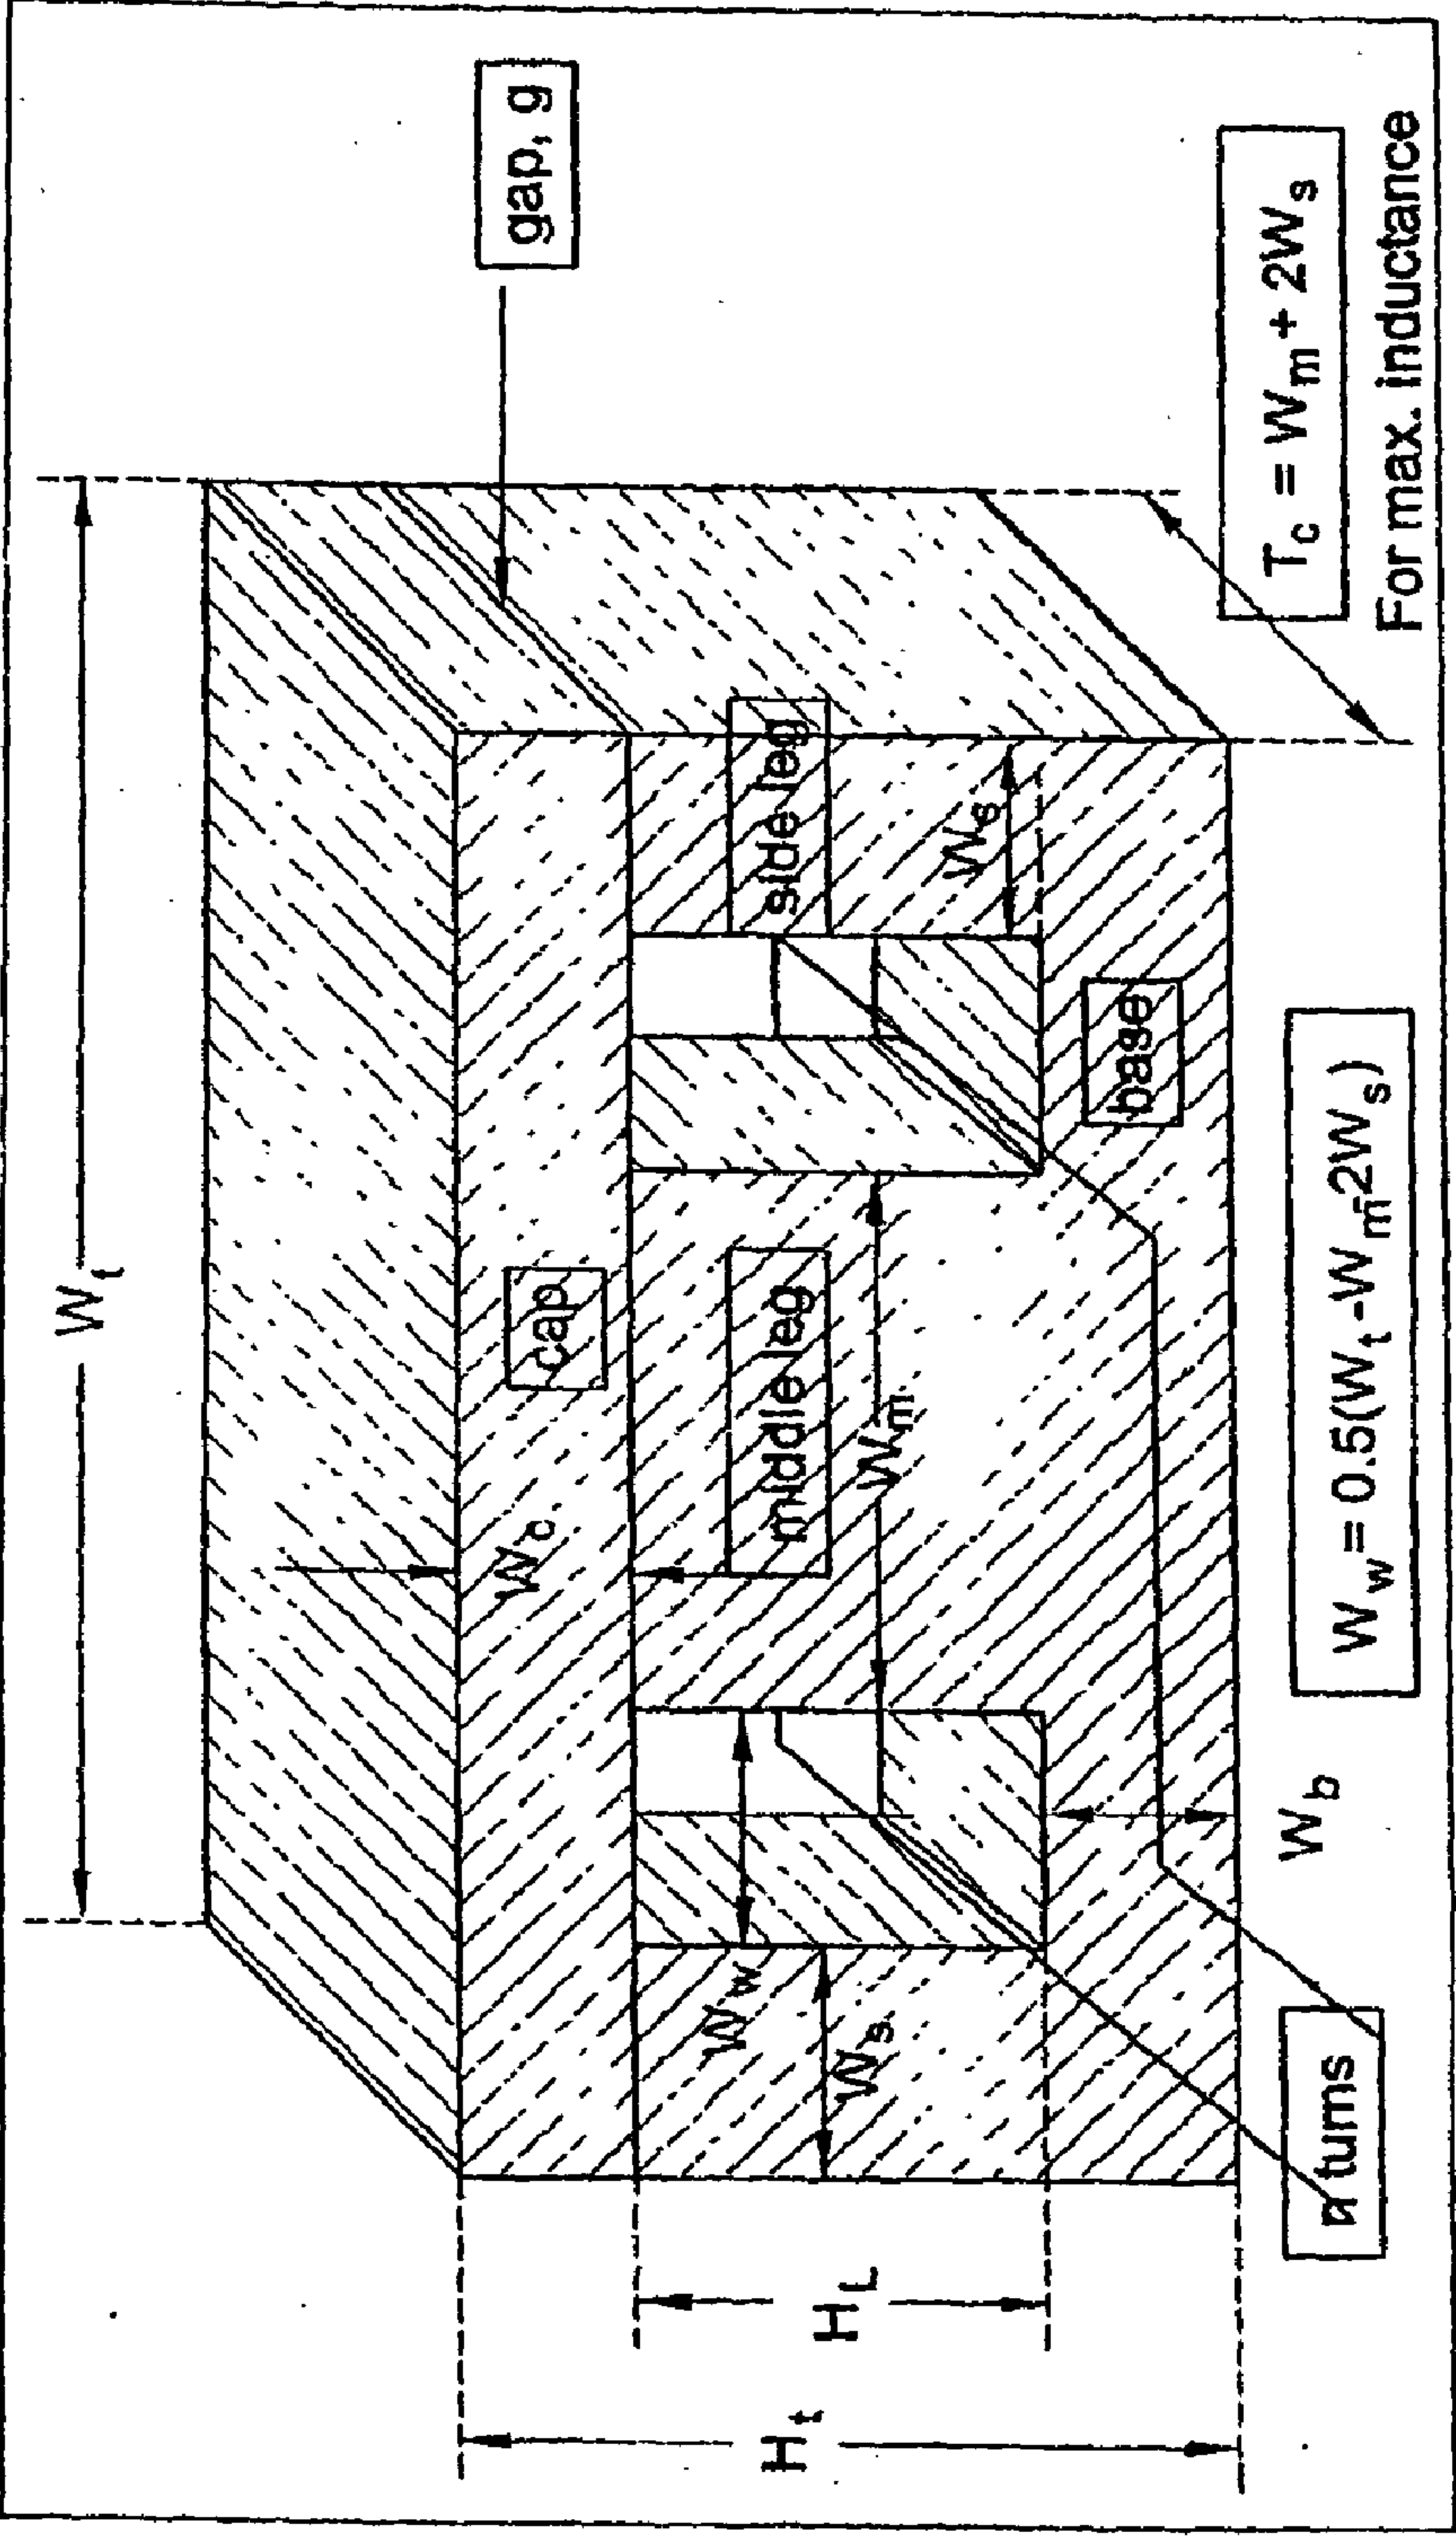 W_t
gap, g
cap
W_c
side leg
middle leg
W_w
W_s
W_m
W_s
H_L
H_t
base
W_b
n turns
W_w = 0.5(W_t-W_m-2W_s)
T_c = W_m + 2W_s
For max. inductance